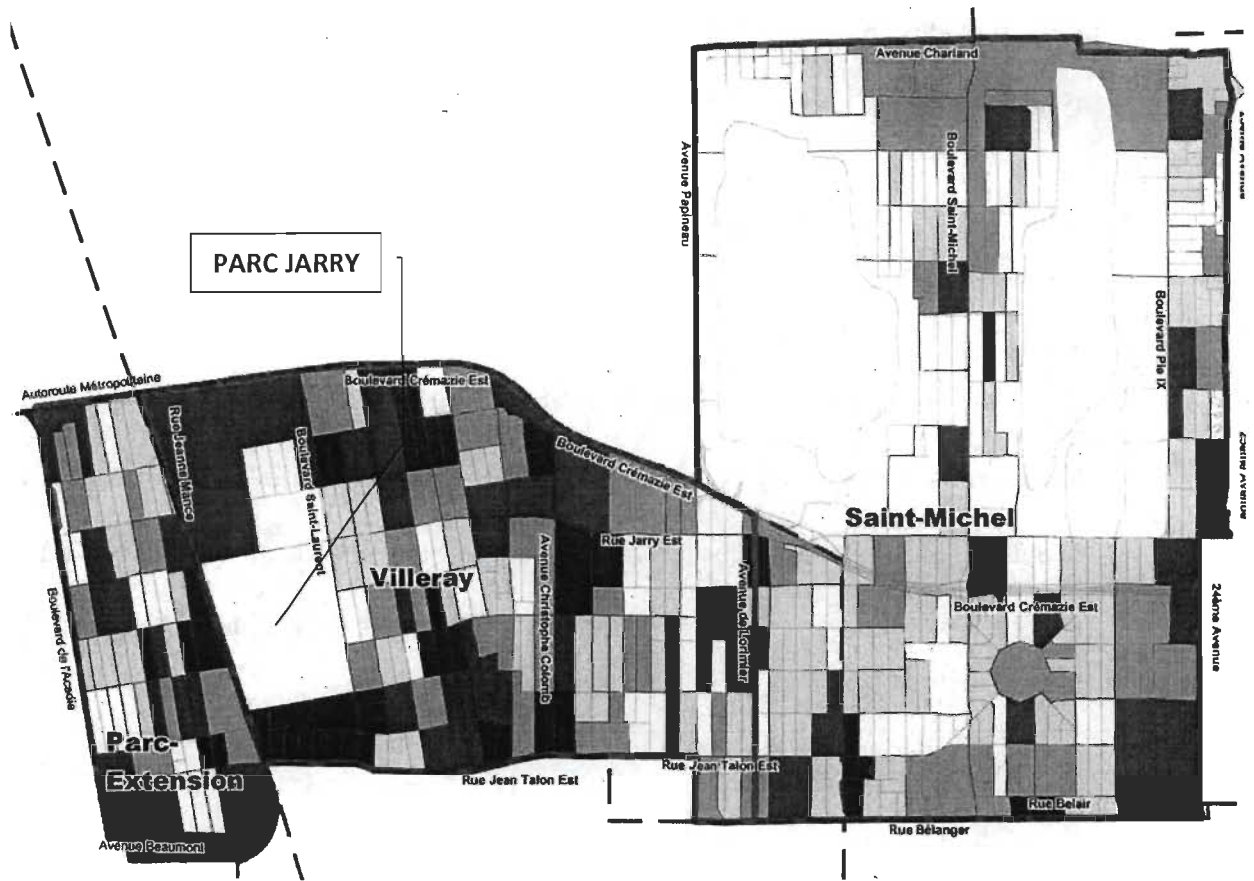 Avenue Charland
Avenue Papineau
Boulevard Saint-Michel
PARC JARRY
Boulevard Pie IX
Autoroute Métropolitaine
Boulevard Crémazie Est
Rue Jeanne Mance
Boulevard Saint-Laurent
Boulevard Crémazie Est
Saint-Michel
Rue Jarry Est
Villeray
Avenue Christophe Colomb
Avenue de Lorimier
Boulevard Crémazie Est
24ème Avenue
Boulevard de l'Acadie
Parc-
Extension
Rue Jean Talon Est
Rue Jean Talon Est
Rue Belair
Rue Bélanger
Avenue Beaumont